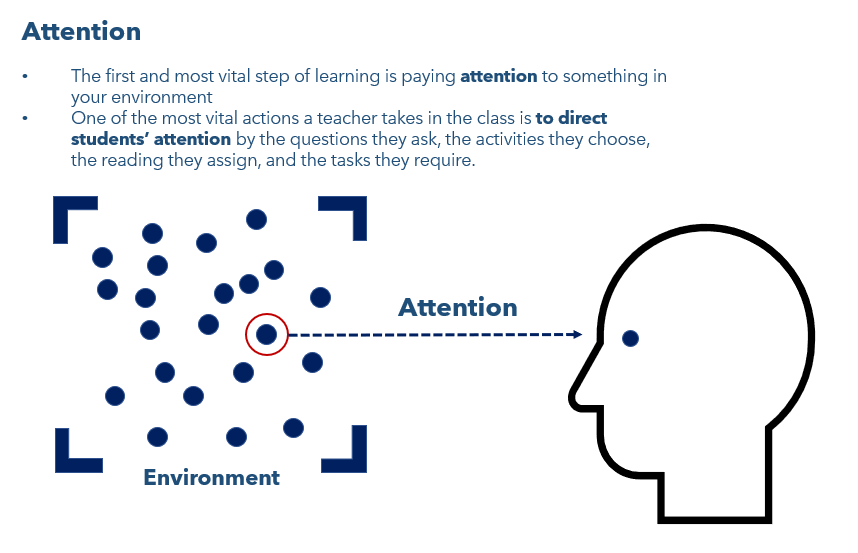 Attention
• The first and most vital step of learning is paying attention to something in
your environment
• One of the most vital actions a teacher takes in the class is to direct
students’ attention by the questions they ask, the activities they choose,
the reading they assign, and the tasks they require.
Attention
Environment